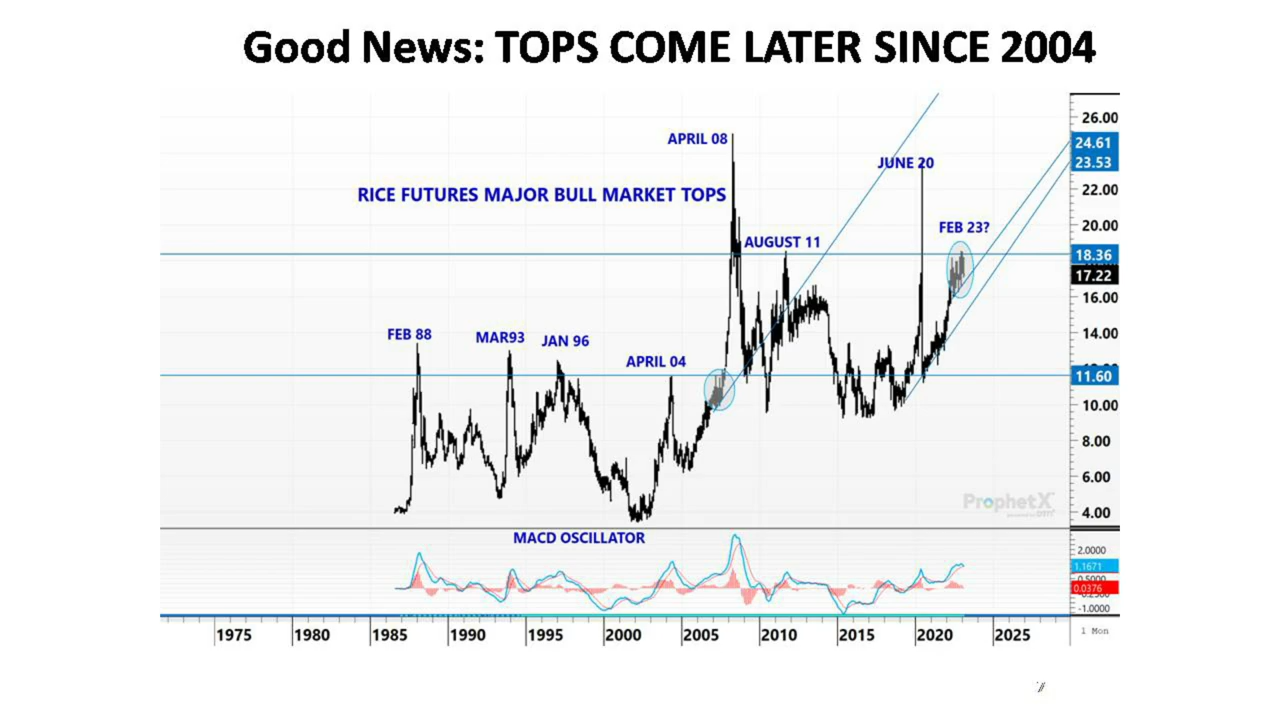 Good News: TOPS COME LATER SINCE 2004
26.00
APRIL 08
24.61
JUNE 20
23.53
RICE FUTURES MAJOR BULL MARKET TOPS
22.00
FEB 23?
20.00
AUGUST 11
18.36
17.22
16.00
FEB 88
MAR93
JAN 96
14.00
APRIL 04
11.60
10.00
8.00
6.00
ProphetX
4.00
MACD OSCILLATOR
2.0000
1.1671
0.5000
0.0376
-1.0000
1975 1980 1985 1990 1995 2000 2005 2010 2015 2020 2025
1 Mon